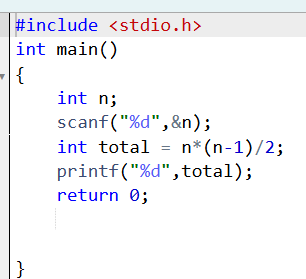 #include <stdio.h>
int main()
{
    int n;
    scanf("%d",&n);
    int total = n*(n-1)/2;
    printf("%d",total);
    return 0;
}